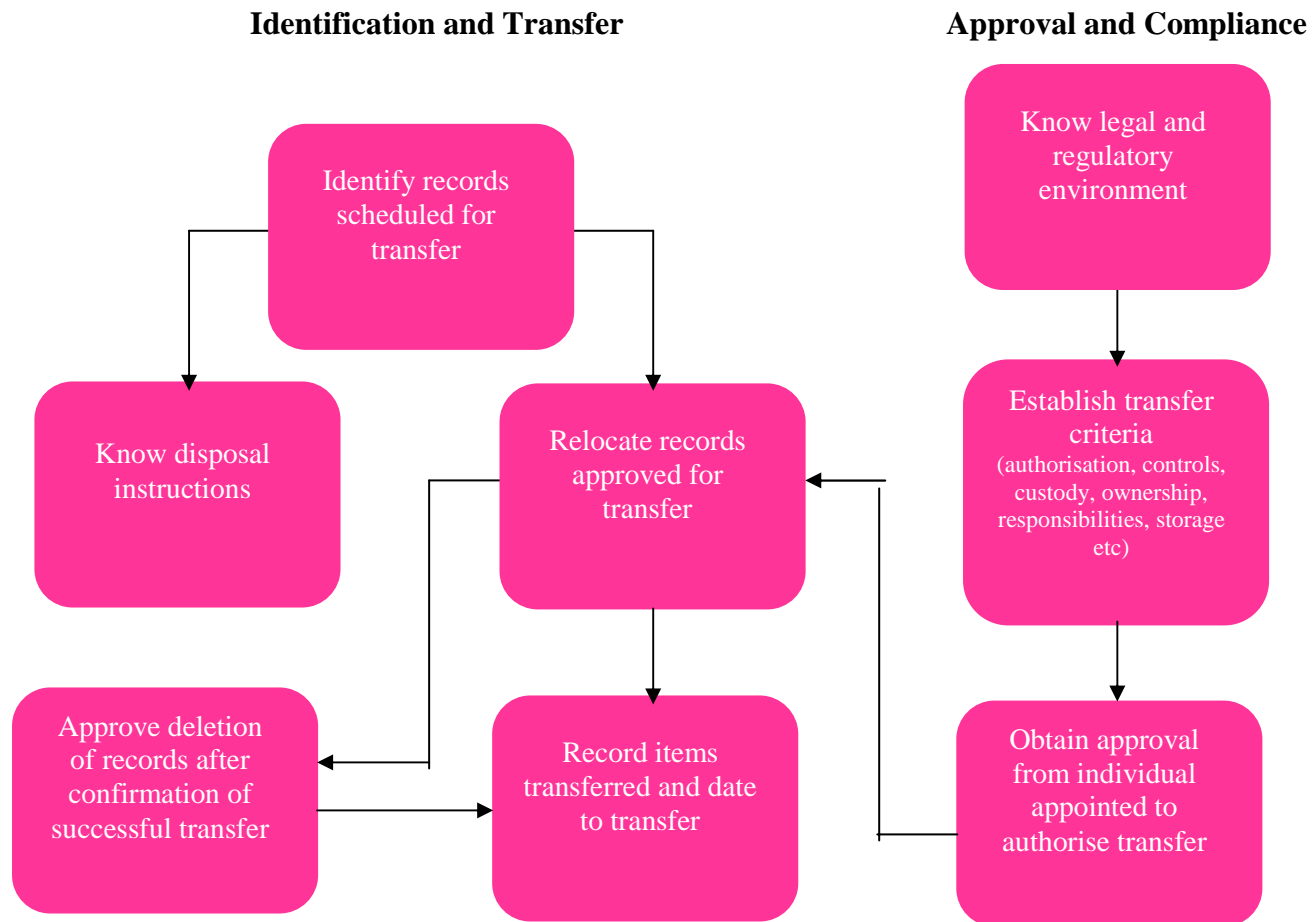 Identification and Transfer
Approval and Compliance
Identify records
scheduled for
transfer
Know disposal
instructions
Relocate records
approved for
transfer
Approve deletion
of records after
confirmation of
successful transfer
Record items
transferred and date
to transfer
Know legal and
regulatory
environment
Establish transfer
criteria
(authorisation, controls,
custody, ownership,
responsibilities, storage
etc)
Obtain approval
from individual
appointed to
authorise transfer